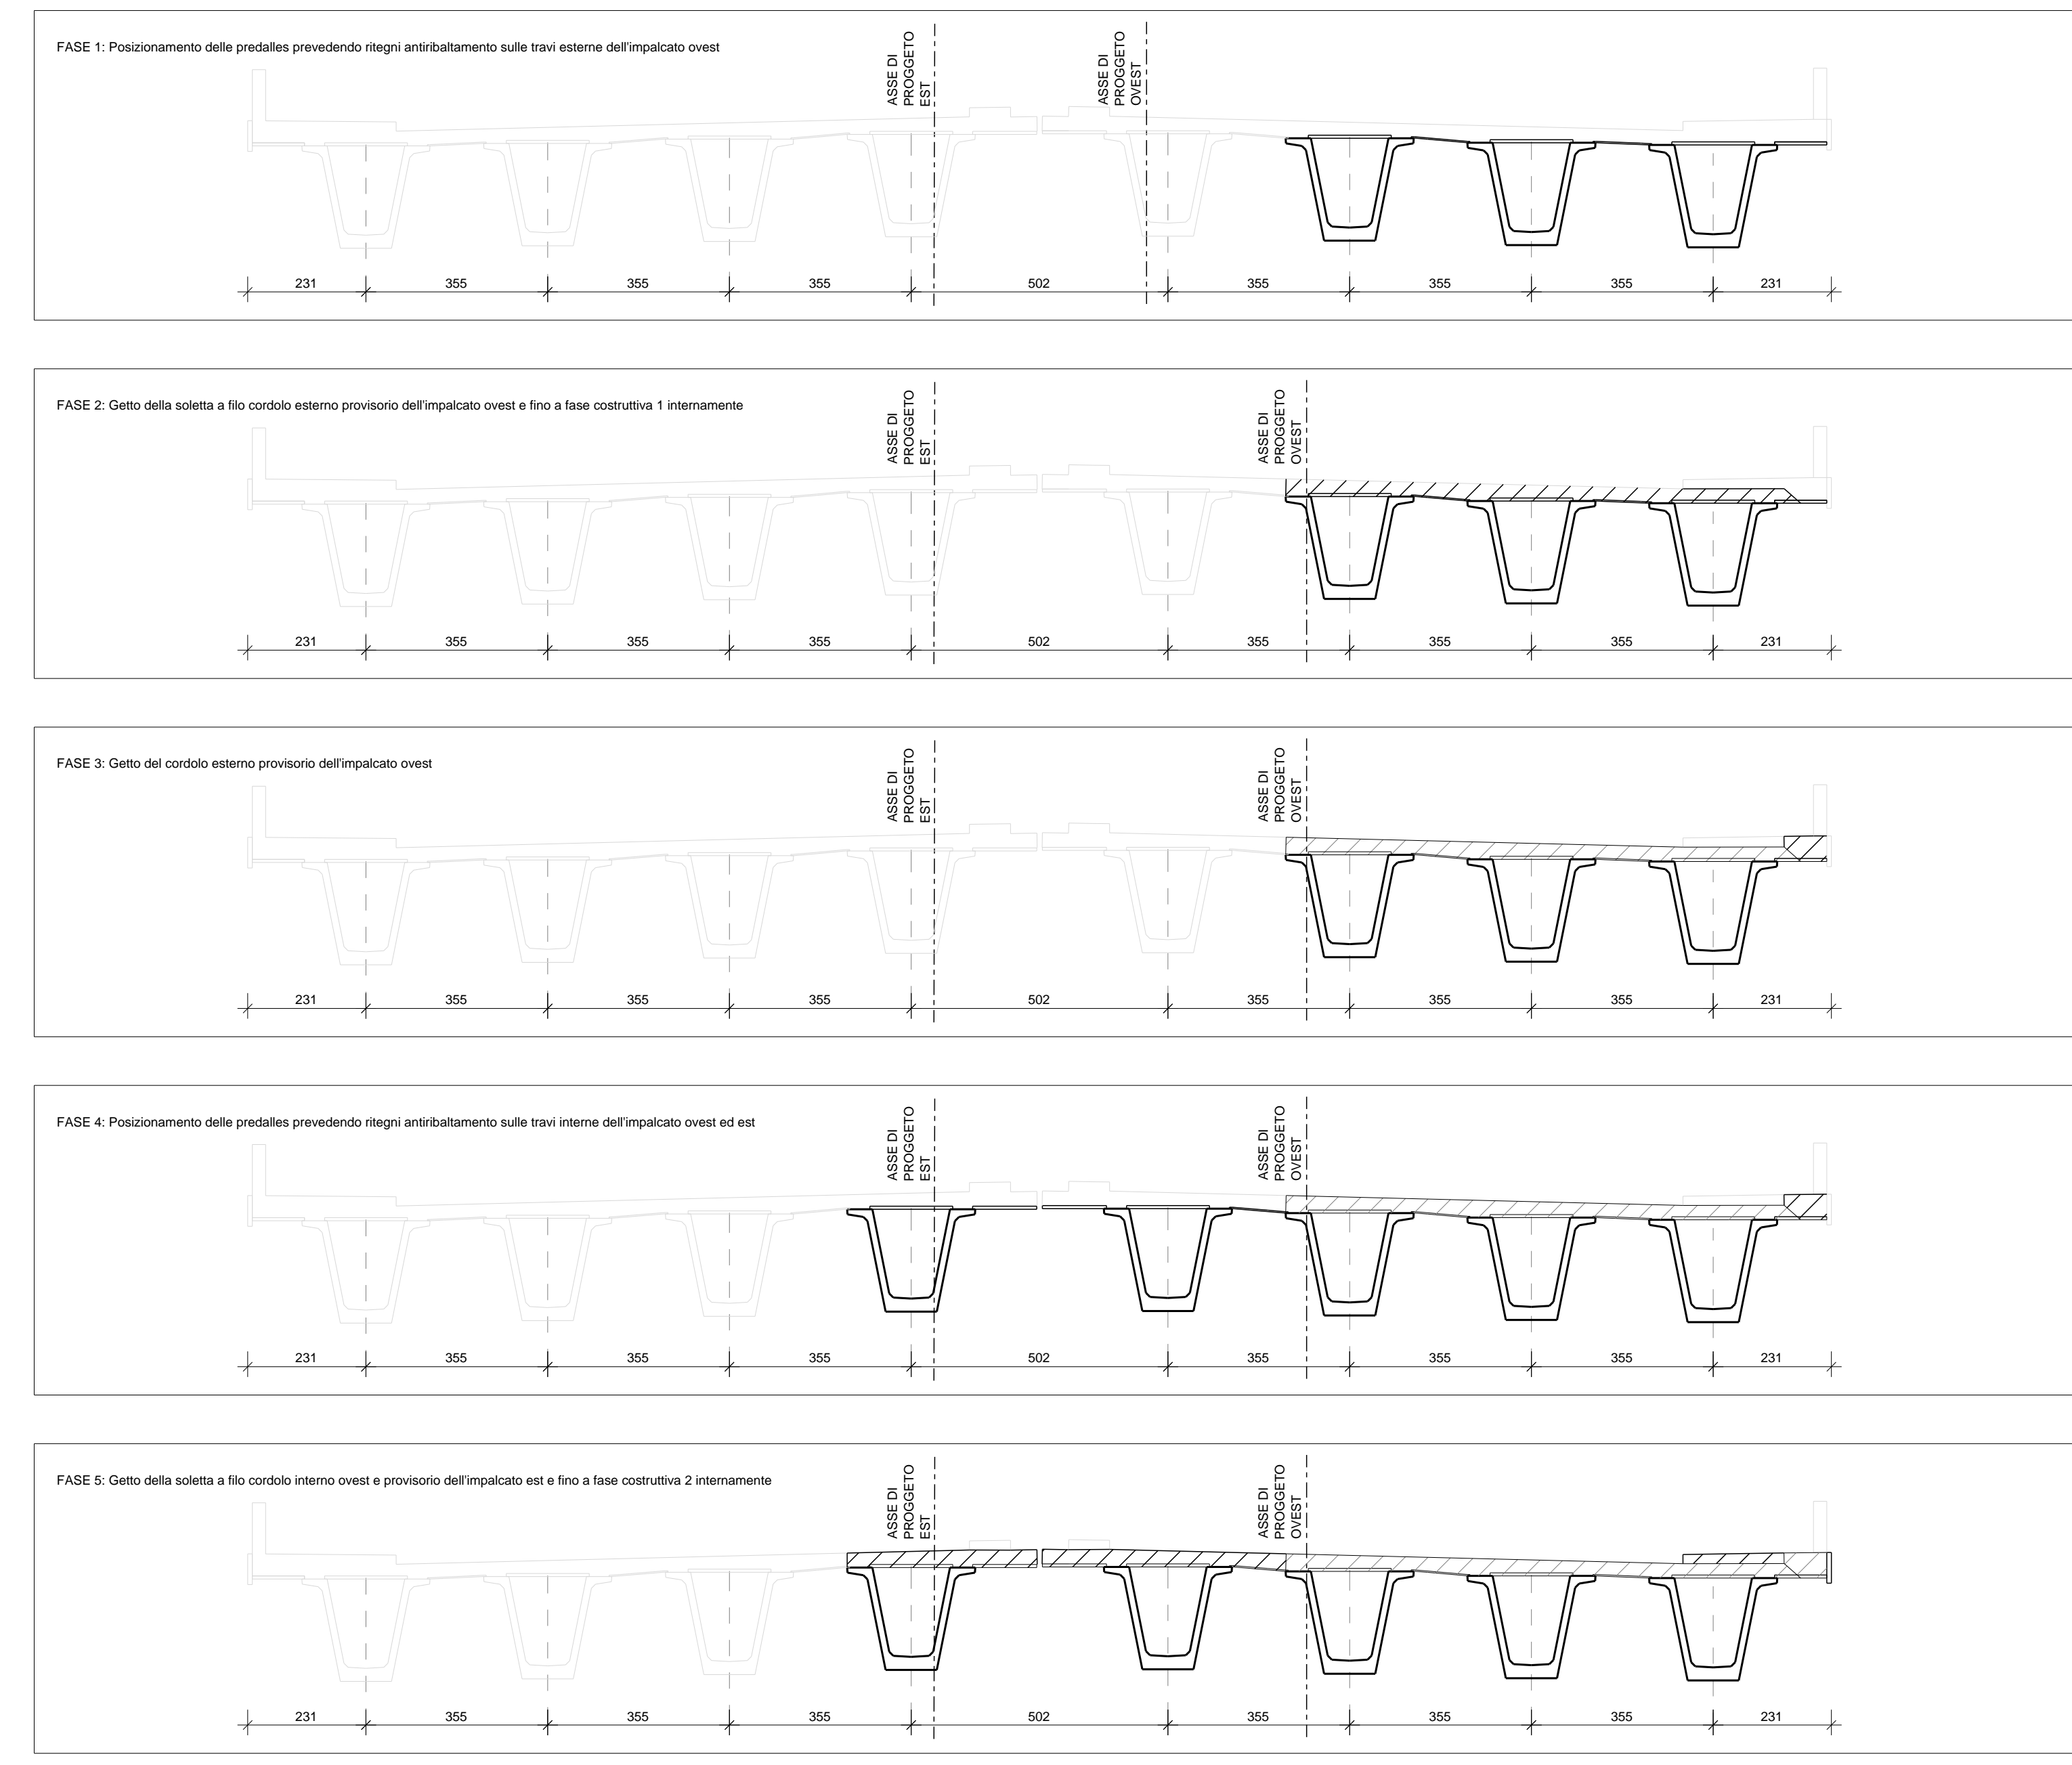 FASE 1: Posizionamento delle predalles prevedendo ritegni antiribaltamento sulle travi esterne dell'impalcato ovest
ASSE DI
PROGGETO
EST
ASSE DI
PROGGETO
OVEST
231 355 355 355 502 355 355 355 231
FASE 2: Getto della soletta a filo cordolo esterno provisorio dell'impalcato ovest e fino a fase costruttiva 1 internamente
ASSE DI
PROGGETO
EST
ASSE DI
PROGGETO
OVEST
231 355 355 355 502 355 355 355 231
FASE 3: Getto del cordolo esterno provisorio dell'impalcato ovest
ASSE DI
PROGGETO
EST
ASSE DI
PROGGETO
OVEST
231 355 355 355 502 355 355 355 231
FASE 4: Posizionamento delle predalles prevedendo ritegni antiribaltamento sulle travi interne dell'impalcato ovest ed est
ASSE DI
PROGGETO
EST
ASSE DI
PROGGETO
OVEST
231 355 355 355 502 355 355 355 231
FASE 5: Getto della soletta a filo cordolo interno ovest e provisorio dell'impalcato est e fino a fase costruttiva 2 internamente
ASSE DI
PROGGETO
EST
ASSE DI
PROGGETO
OVEST
231 355 355 355 502 355 355 355 231